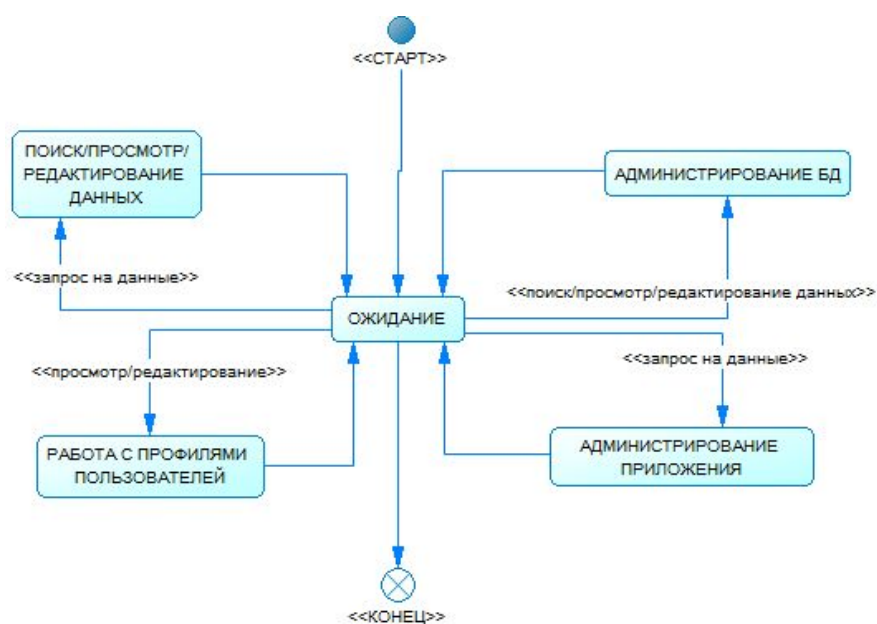 <<СТАРТ>>
ПОИСК/ПРОСМОТР/
РЕДАКТИРОВАНИЕ
ДАННЫХ
АДМИНИСТРИРОВАНИЕ БД
<<запрос на данные>>
<<поиск/просмотр/редактирование данных>>
ОЖИДАНИЕ
<<просмотр/редактирование>>
<<запрос на данные>>
РАБОТА С ПРОФИЛЯМИ
ПОЛЬЗОВАТЕЛЕЙ
АДМИНИСТРИРОВАНИЕ
ПРИЛОЖЕНИЯ
<<КОНЕЦ>>